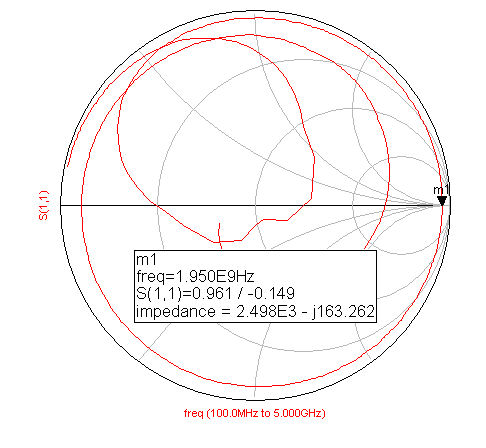 m1
S(1,1)
m1
freq=1.950E9Hz
S(1,1)=0.961 / -0.149
impedance = 2.498E3 - j163.262
freq (100.0MHz to 5.000GHz)